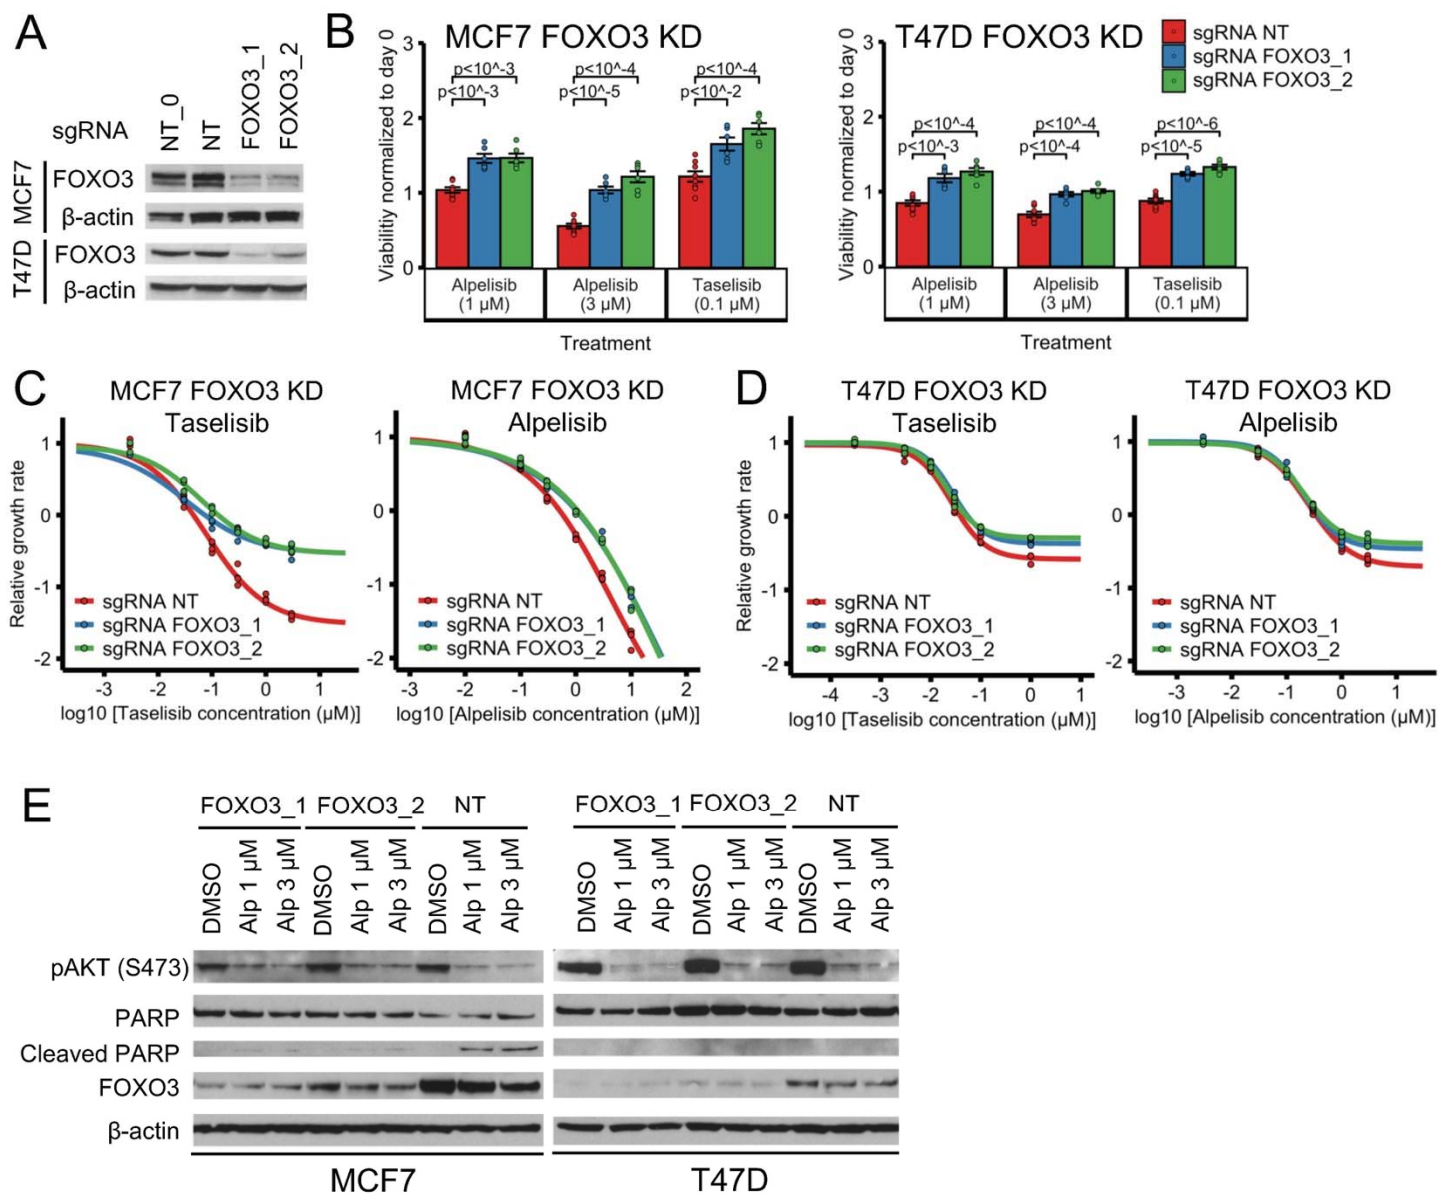 A
sgRNA
NT_0
NT
FOXO3_1
FOXO3_2
MCF7
FOXO3
β-actin
T47D
FOXO3
β-actin
B
MCF7 FOXO3 KD
Viabilitiy normalized to day 0
3
2
1
0
p<10^-3
p<10^-3
p<10^-4
p<10^-5
p<10^-4
p<10^-2
Alpelisib
(1 µM)
Alpelisib
(3 µM)
Taselisib
(0.1 µM)
Treatment
T47D FOXO3 KD
Viabilitiy normalized to day 0
3
2
1
0
p<10^-4
p<10^-3
p<10^-4
p<10^-4
p<10^-6
p<10^-5
Alpelisib
(1 µM)
Alpelisib
(3 µM)
Taselisib
(0.1 µM)
Treatment
sgRNA NT
sgRNA FOXO3_1
sgRNA FOXO3_2
C
MCF7 FOXO3 KD
Taselisib
Relative growth rate
1
0
-1
-2
sgRNA NT
sgRNA FOXO3_1
sgRNA FOXO3_2
-3 -2 -1 0 1
log10 [Taselisib concentration (µM)]
MCF7 FOXO3 KD
Alpelisib
1
0
-1
-2
sgRNA NT
sgRNA FOXO3_1
sgRNA FOXO3_2
-3 -2 -1 0 1 2
log10 [Alpelisib concentration (µM)]
D
T47D FOXO3 KD
Taselisib
Relative growth rate
1
0
-1
-2
sgRNA NT
sgRNA FOXO3_1
sgRNA FOXO3_2
-4 -3 -2 -1 0 1
log10 [Taselisib concentration (µM)]
T47D FOXO3 KD
Alpelisib
1
0
-1
-2
sgRNA NT
sgRNA FOXO3_1
sgRNA FOXO3_2
-3 -2 -1 0 1
log10 [Alpelisib concentration (µM)]
E
FOXO3_1 FOXO3_2 NT
DMSO
Alp 1 µM
Alp 3 µM
DMSO
Alp 1 µM
Alp 3 µM
DMSO
Alp 1 µM
Alp 3 µM
FOXO3_1 FOXO3_2 NT
DMSO
Alp 1 µM
Alp 3 µM
DMSO
Alp 1 µM
Alp 3 µM
DMSO
Alp 1 µM
Alp 3 µM
pAKT (S473)
PARP
Cleaved PARP
FOXO3
β-actin
MCF7
T47D